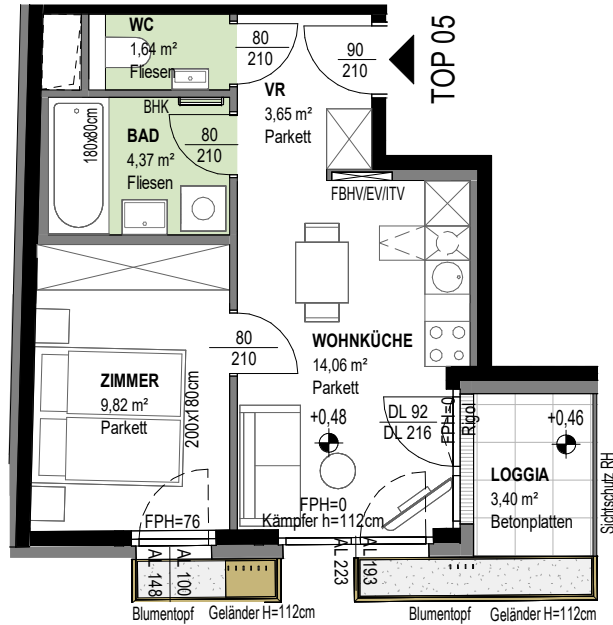 WC
1,64 m²
Fliesen
80
210
90
210
TOP 05
VR
3,65 m²
Parkett
BHK
180x80cm
BAD
4,37 m²
Fliesen
80
210
FBHV/EV/ITV
80
210
WOHNKÜCHE
14,06 m²
Parkett
ZIMMER
9,82 m²
Parkett
200x180cm
+0,48
DL 92
DL 216
FPH=0
Rigol
+0,46
LOGGIA
3,40 m²
Betonplatten
Sichtschutz RH
FPH=76
FPH=0
Kämpfer h=112cm
AL 148
AL 100
AL 223
AL 193
Blumentopf
Geländer H=112cm
Blumentopf
Geländer H=112cm